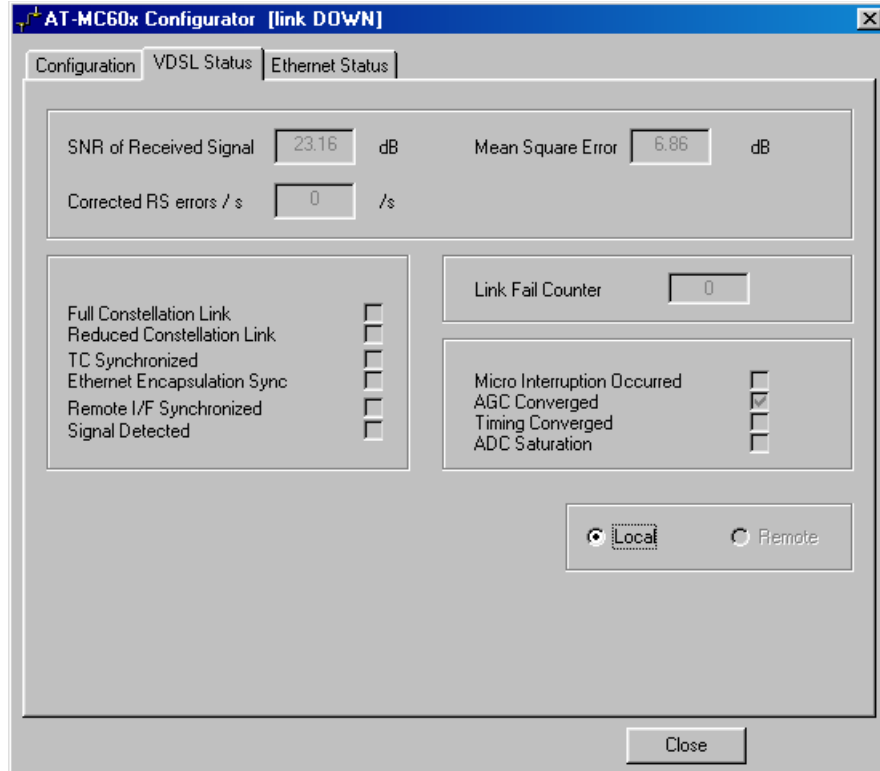 AT-MC60x Configurator [link DOWN]
Configuration VDSL Status Ethernet Status
SNR of Received Signal 23.16 dB Mean Square Error 6.86 dB
Corrected RS errors / s 0 /s
Link Fail Counter 0
Full Constellation Link
Reduced Constellation Link
TC Synchronized
Ethernet Encapsulation Sync
Remote I/F Synchronized
Signal Detected
Micro Interruption Occurred
AGC Converged
Timing Converged
ADC Saturation
Local Remote
Close